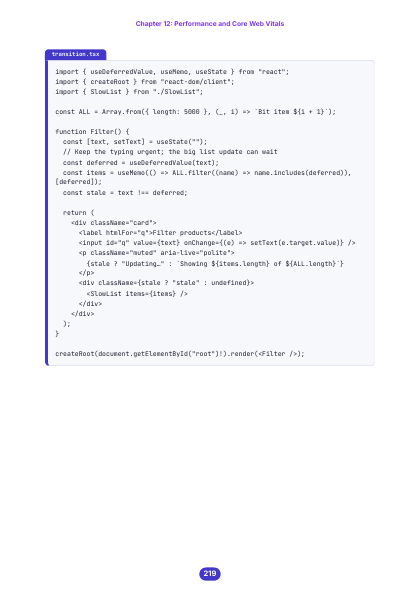 Chapter 12: Performance and Core Web Vitals
transition.tsx
import { useDeferredValue, useMemo, useState } from "react";
import { createRoot } from "react-dom/client";
import { SlowList } from "./SlowList";

const ALL = Array.from({ length: 5000 }, (_, i) => `Bit item ${i + 1}`);

function Filter() {
  const [text, setText] = useState("");
  // Keep the typing urgent; the big list update can wait
  const deferred = useDeferredValue(text);
  const items = useMemo(() => ALL.filter((name) => name.includes(deferred)),
[deferred]);
  const stale = text !== deferred;

  return (
    <div className="card">
      <label htmlFor="q">Filter products</label>
      <input id="q" value={text} onChange={(e) => setText(e.target.value)} />
      <p className="muted" aria-live="polite">
        {stale ? "Updating…" : `Showing ${items.length} of ${ALL.length}`}
      </p>
      <div className={stale ? "stale" : undefined}>
        <SlowList items={items} />
      </div>
    </div>
  );
}

createRoot(document.getElementById("root")!).render(<Filter />);
219